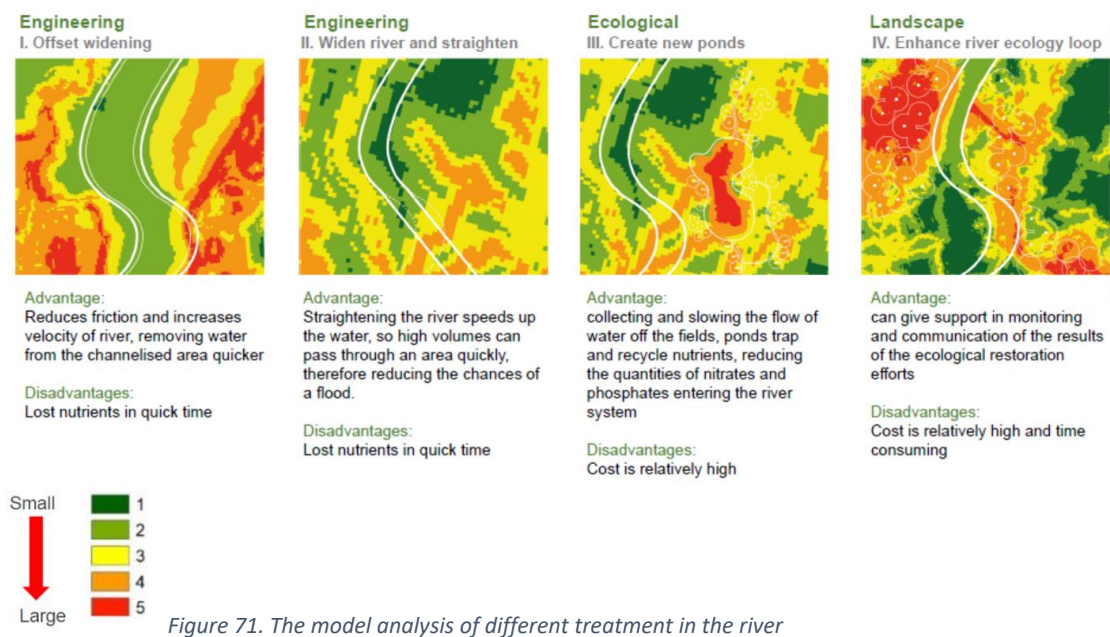 Engineering
I. Offset widening
Advantage:
Reduces friction and increases
velocity of river, removing water
from the channelised area quicker
Disadvantages:
Lost nutrients in quick time
Engineering
II. Widen river and straighten
Advantage:
Straightening the river speeds up
the water, so high volumes can
pass through an area quickly,
therefore reducing the chances of
a flood.
Disadvantages:
Lost nutrients in quick time
Ecological
III. Create new ponds
Advantage:
collecting and slowing the flow of
water off the fields, ponds trap
and recycle nutrients, reducing
the quantities of nitrates and
phosphates entering the river
system
Disadvantages:
Cost is relatively high
Landscape
IV. Enhance river ecology loop
Advantage:
can give support in monitoring
and communication of the results
of the ecological restoration
efforts
Disadvantages:
Cost is relatively high and time
consuming
Small
Large
1
2
3
4
5
Figure 71. The model analysis of different treatment in the river